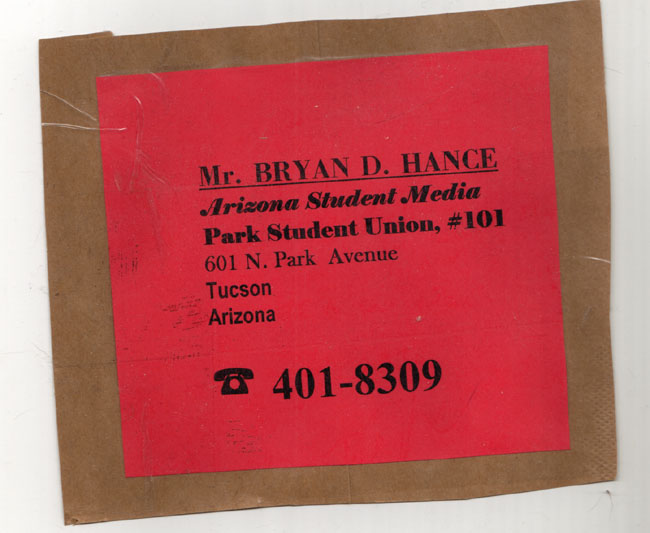 Mr. BRYAN D. HANCE
Arizona Student Media
Park Student Union, #101
601 N. Park Avenue
Tucson
Arizona
☎ 401-8309